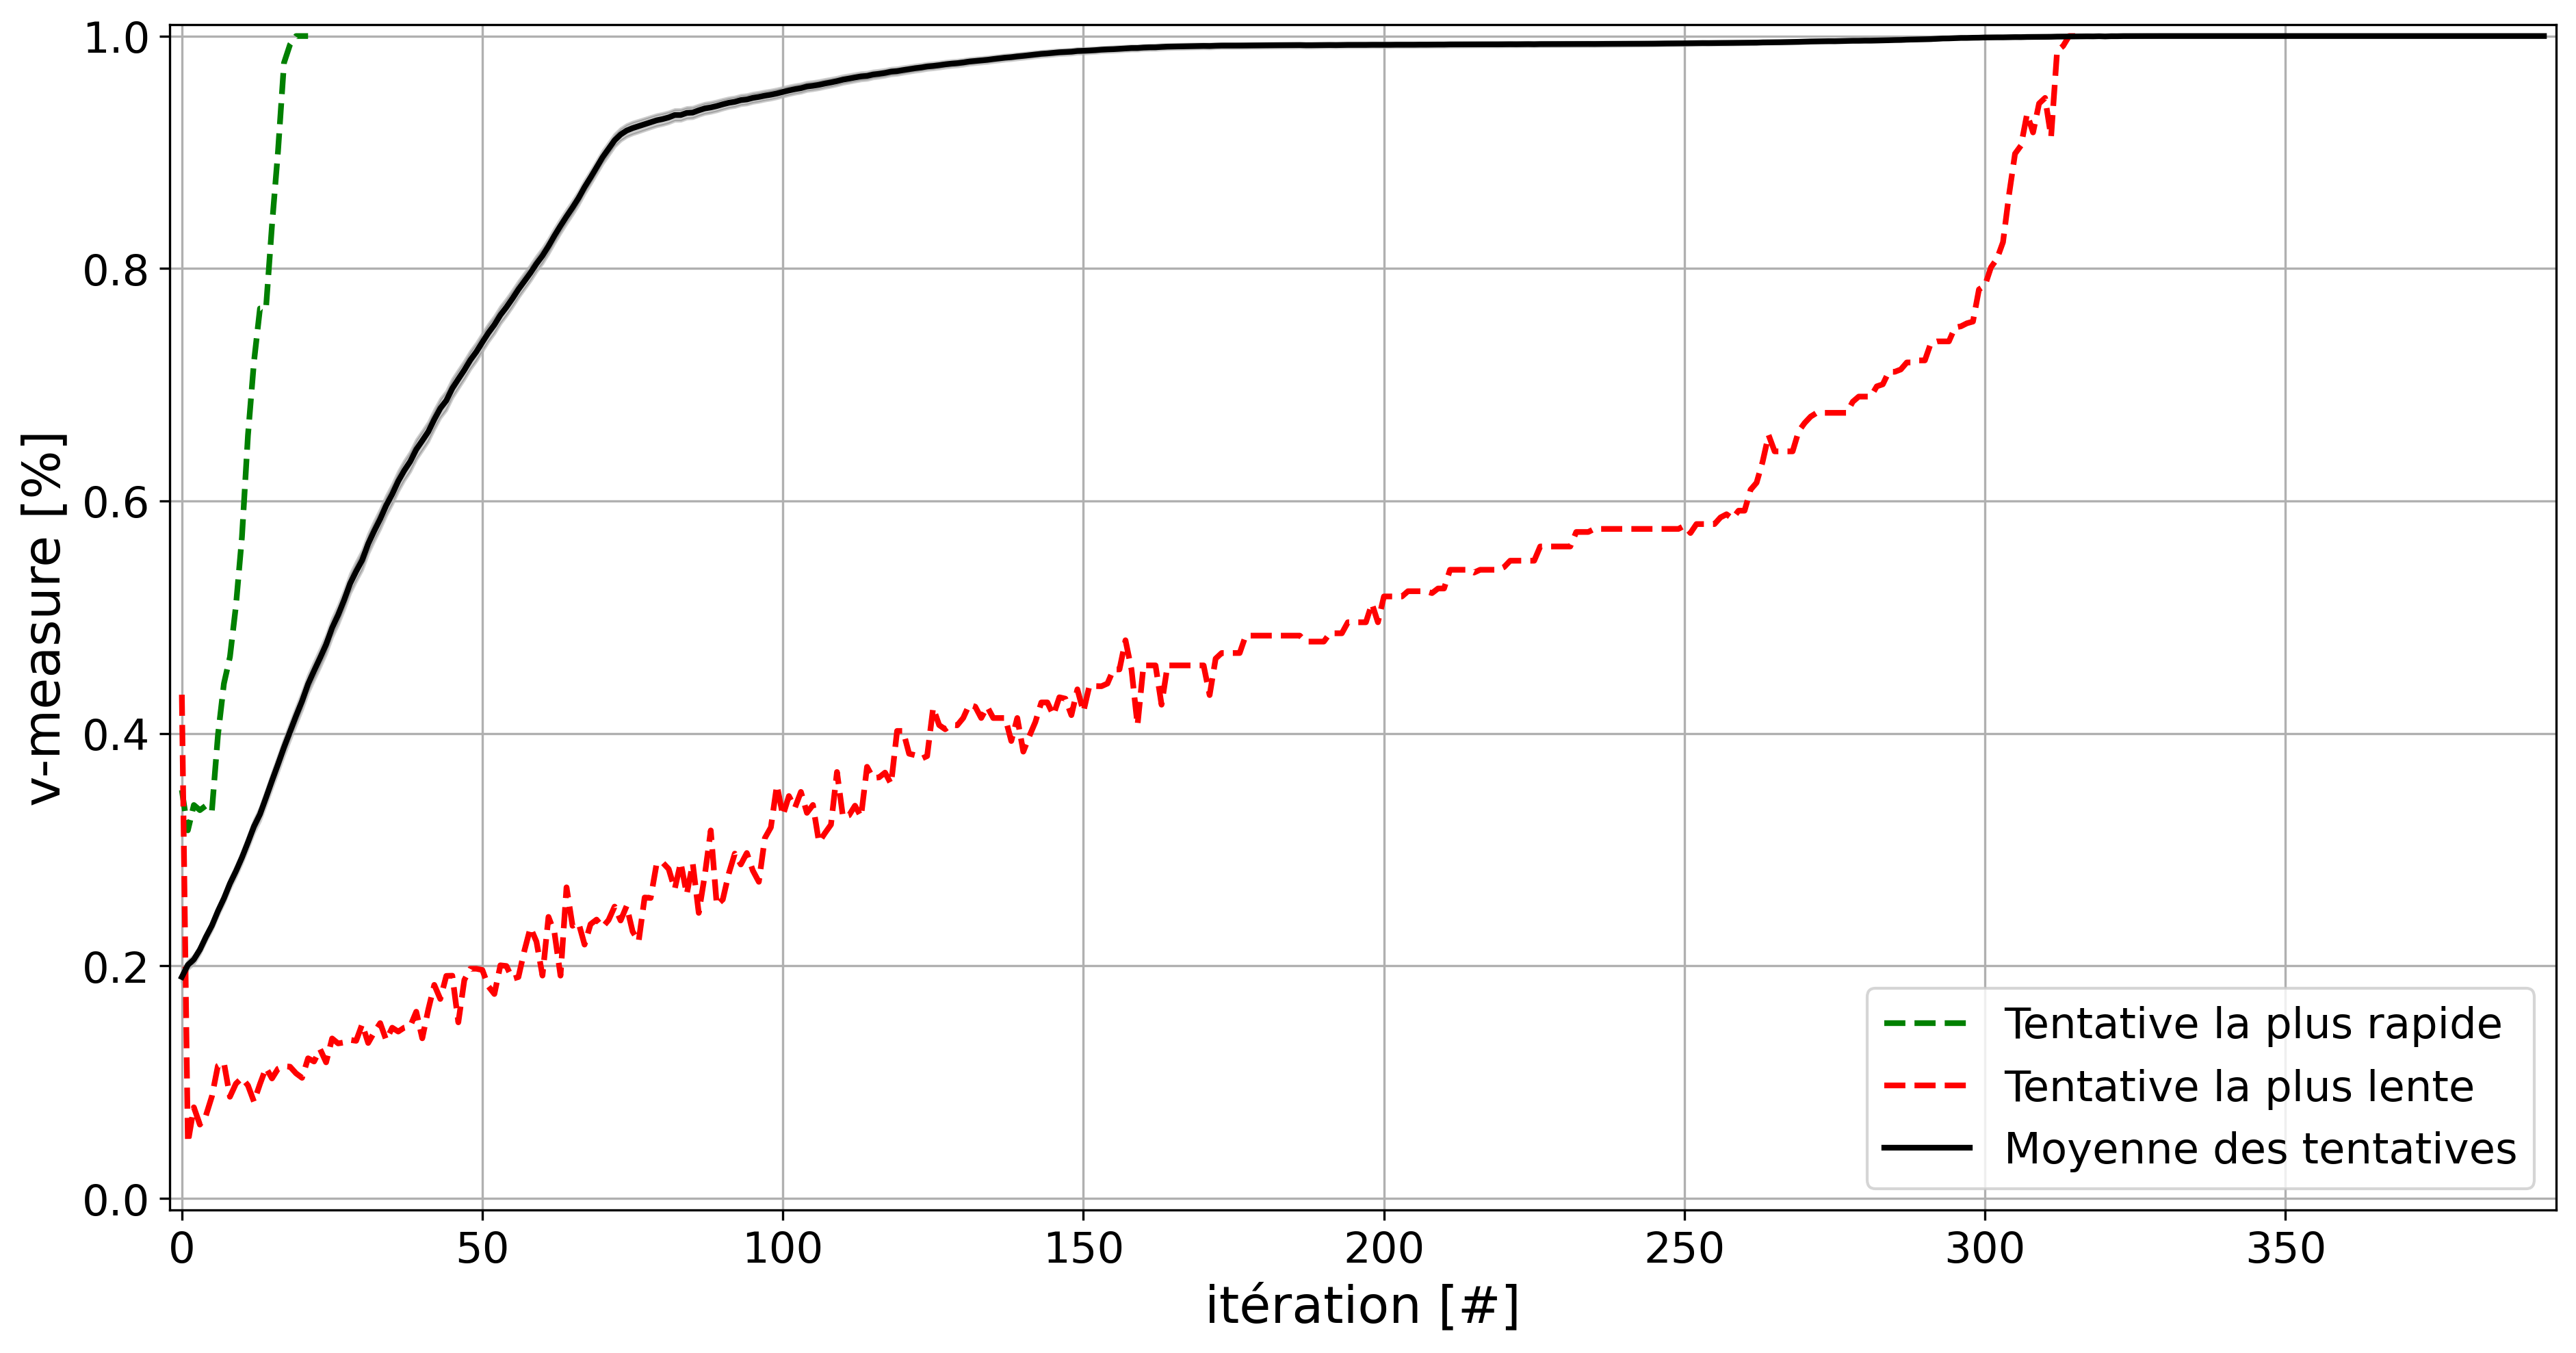 1.0
0.8
0.6
0.4
0.2
0.0
v-measure [%]
0 50 100 150 200 250 300 350
itération [#]
Tentative la plus rapide
Tentative la plus lente
Moyenne des tentatives